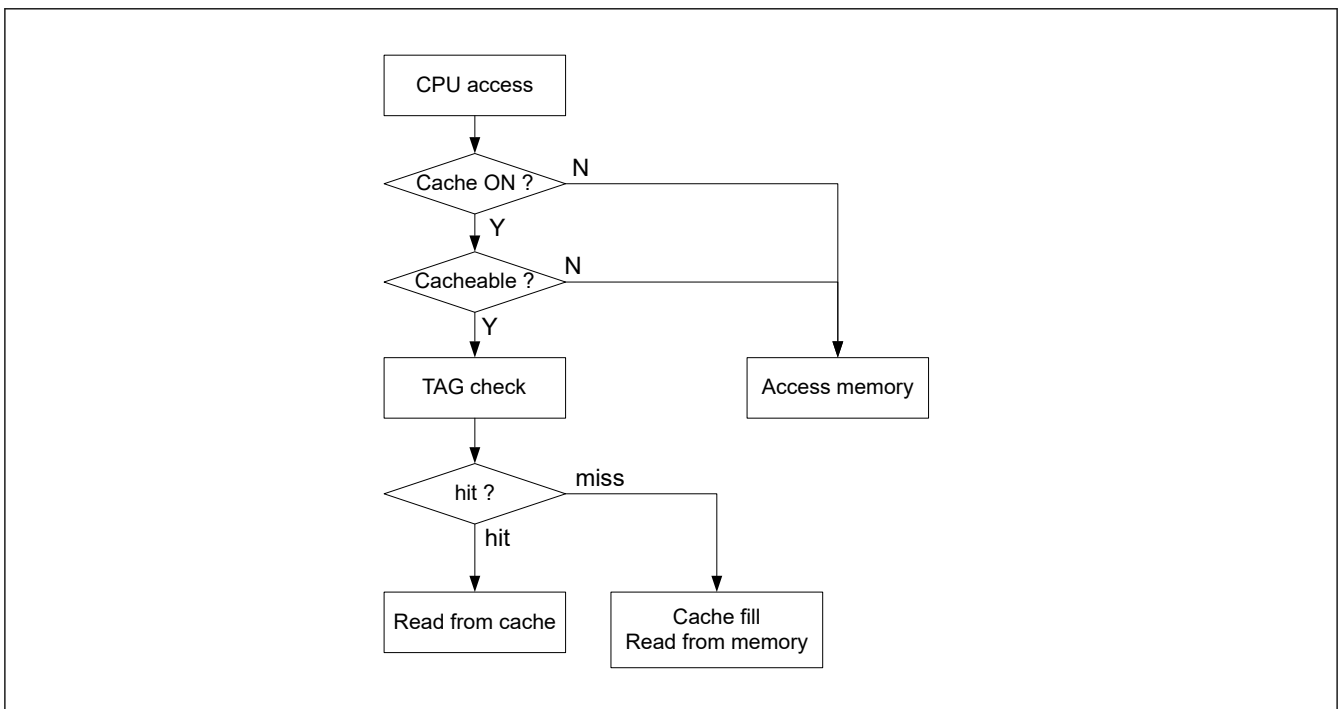 CPU access
Cache ON ?
N
Y
Cacheable ?
N
Y
TAG check
Access memory
hit ?
miss
hit
Read from cache
Cache fill
Read from memory